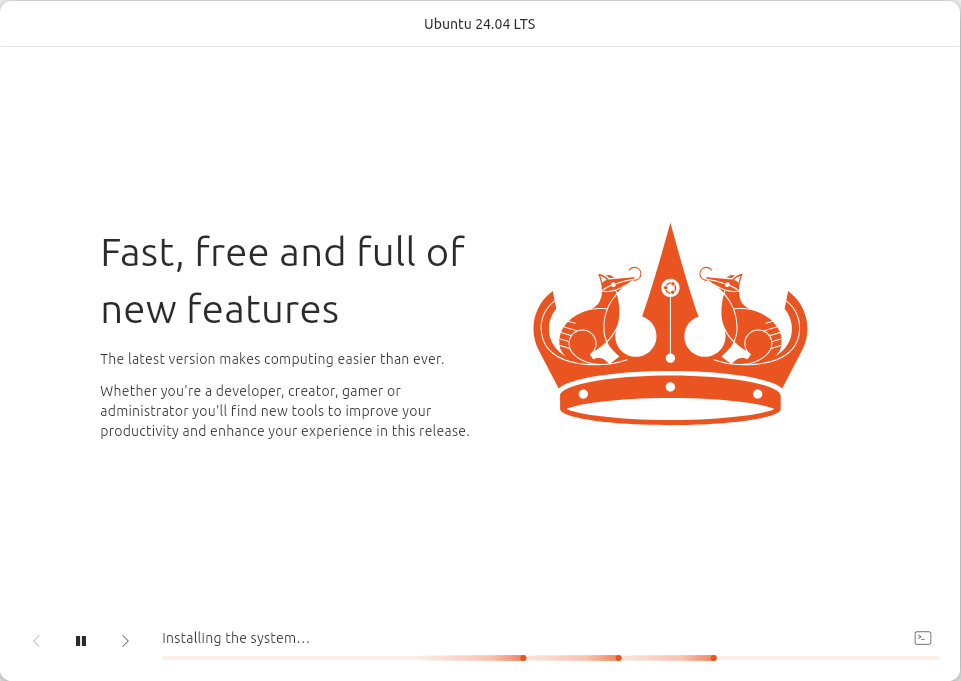 Ubuntu 24.04 LTS
Fast, free and full of
new features
The latest version makes computing easier than ever.
Whether you're a developer, creator, gamer or
administrator you'll find new tools to improve your
productivity and enhance your experience in this release.
Installing the system…